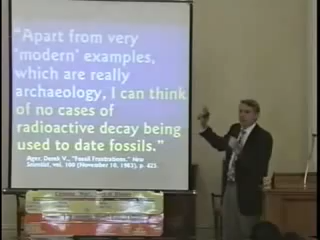 "Apart from very
'modern' examples,
which are really
archaeology, I can think
of no cases of
radioactive decay being
used to date fossils."
Ager, Derek V., "Fossil Frustrations," New
Scientist, vol. 100 (November 10, 1983), p. 425.